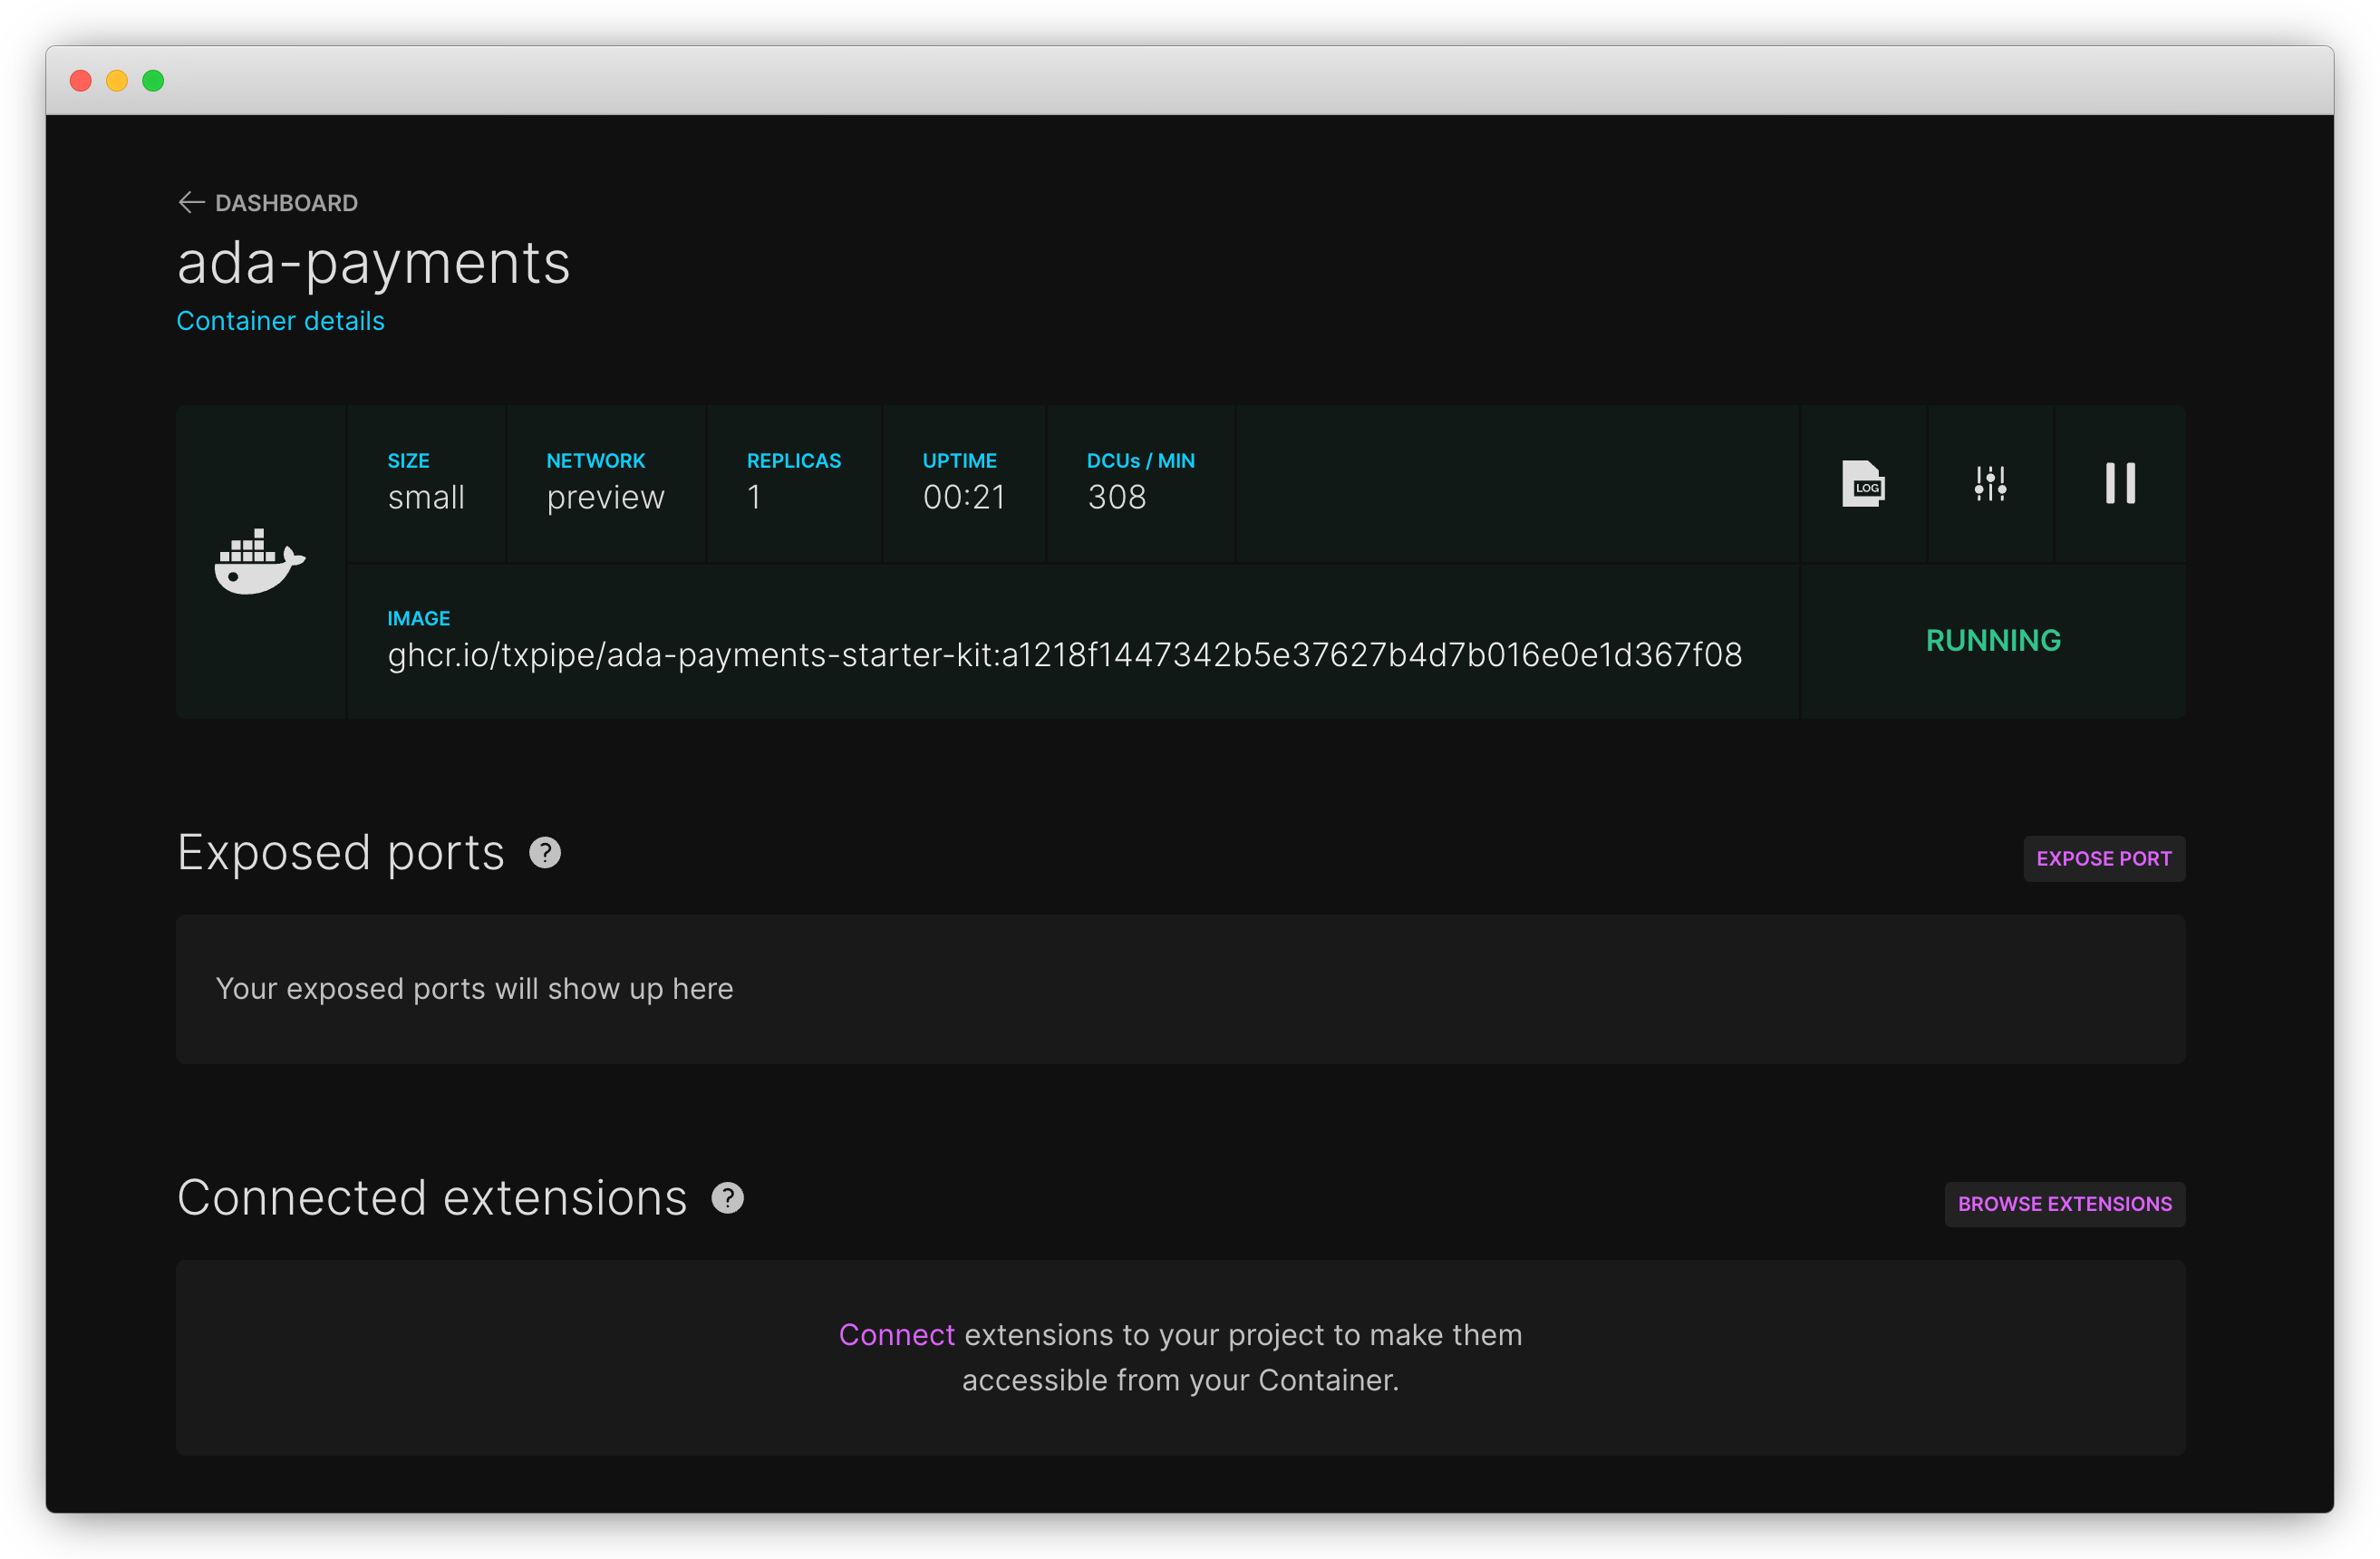 DASHBOARD
ada-payments
Container details
SIZE
small
NETWORK
preview
REPLICAS
1
UPTIME
00:21
DCUs / MIN
308
LOG
IMAGE
ghcr.io/txpipe/ada-payments-starter-kit:a1218f1447342b5e37627b4d7b016e0e1d367f08
RUNNING
Exposed ports ?
EXPOSE PORT
Your exposed ports will show up here
Connected extensions ?
BROWSE EXTENSIONS
Connect extensions to your project to make them
accessible from your Container.